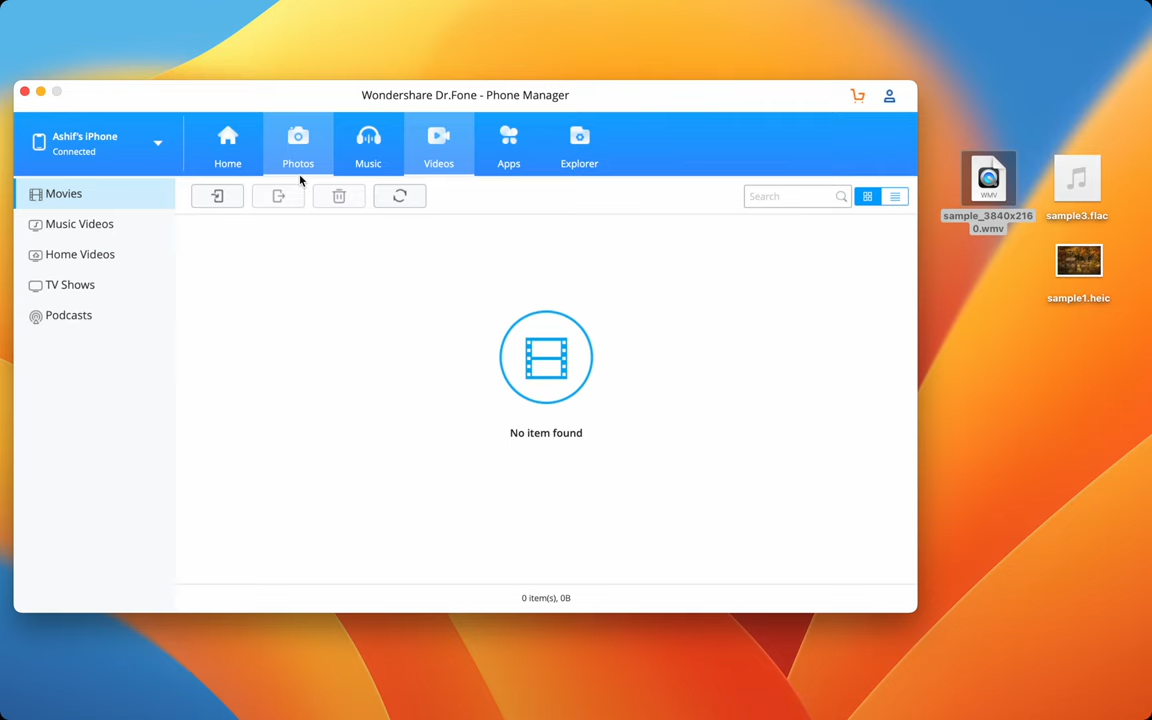 Wondershare Dr.Fone - Phone Manager
Ashif's iPhone
Connected
Home
Photos
Music
Videos
Apps
Explorer
Movies
Music Videos
Home Videos
TV Shows
Podcasts
Search
No item found
0 item(s), 0B
WMV
sample_3840x216
0.wmv
sample3.flac
sample1.heic